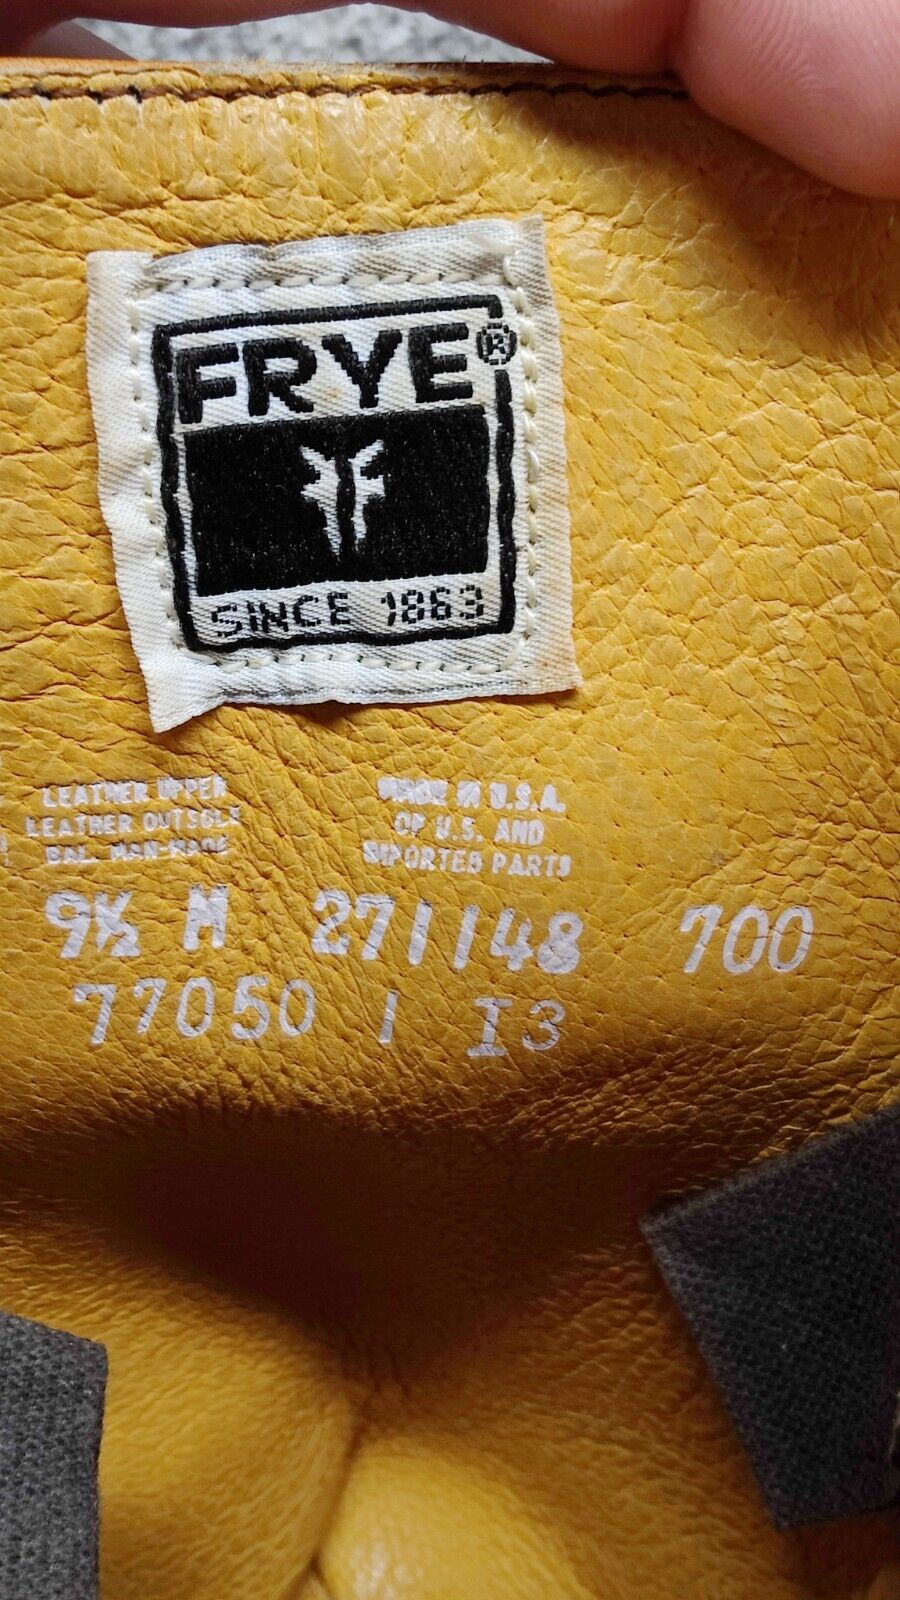 FRYE®
SINCE 1863
LEATHER UPPER
LEATHER OUTSOLE
BAL. MAN-MADE
MADE IN U.S.A.
OF U.S. AND
IMPORTED PARTS
9½ M 271148 700
77050 1 I3